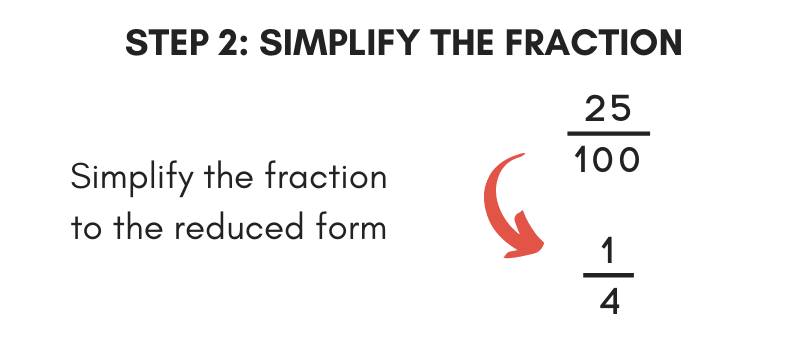 STEP 2: SIMPLIFY THE FRACTION
Simplify the fraction
to the reduced form
25
100
1
4